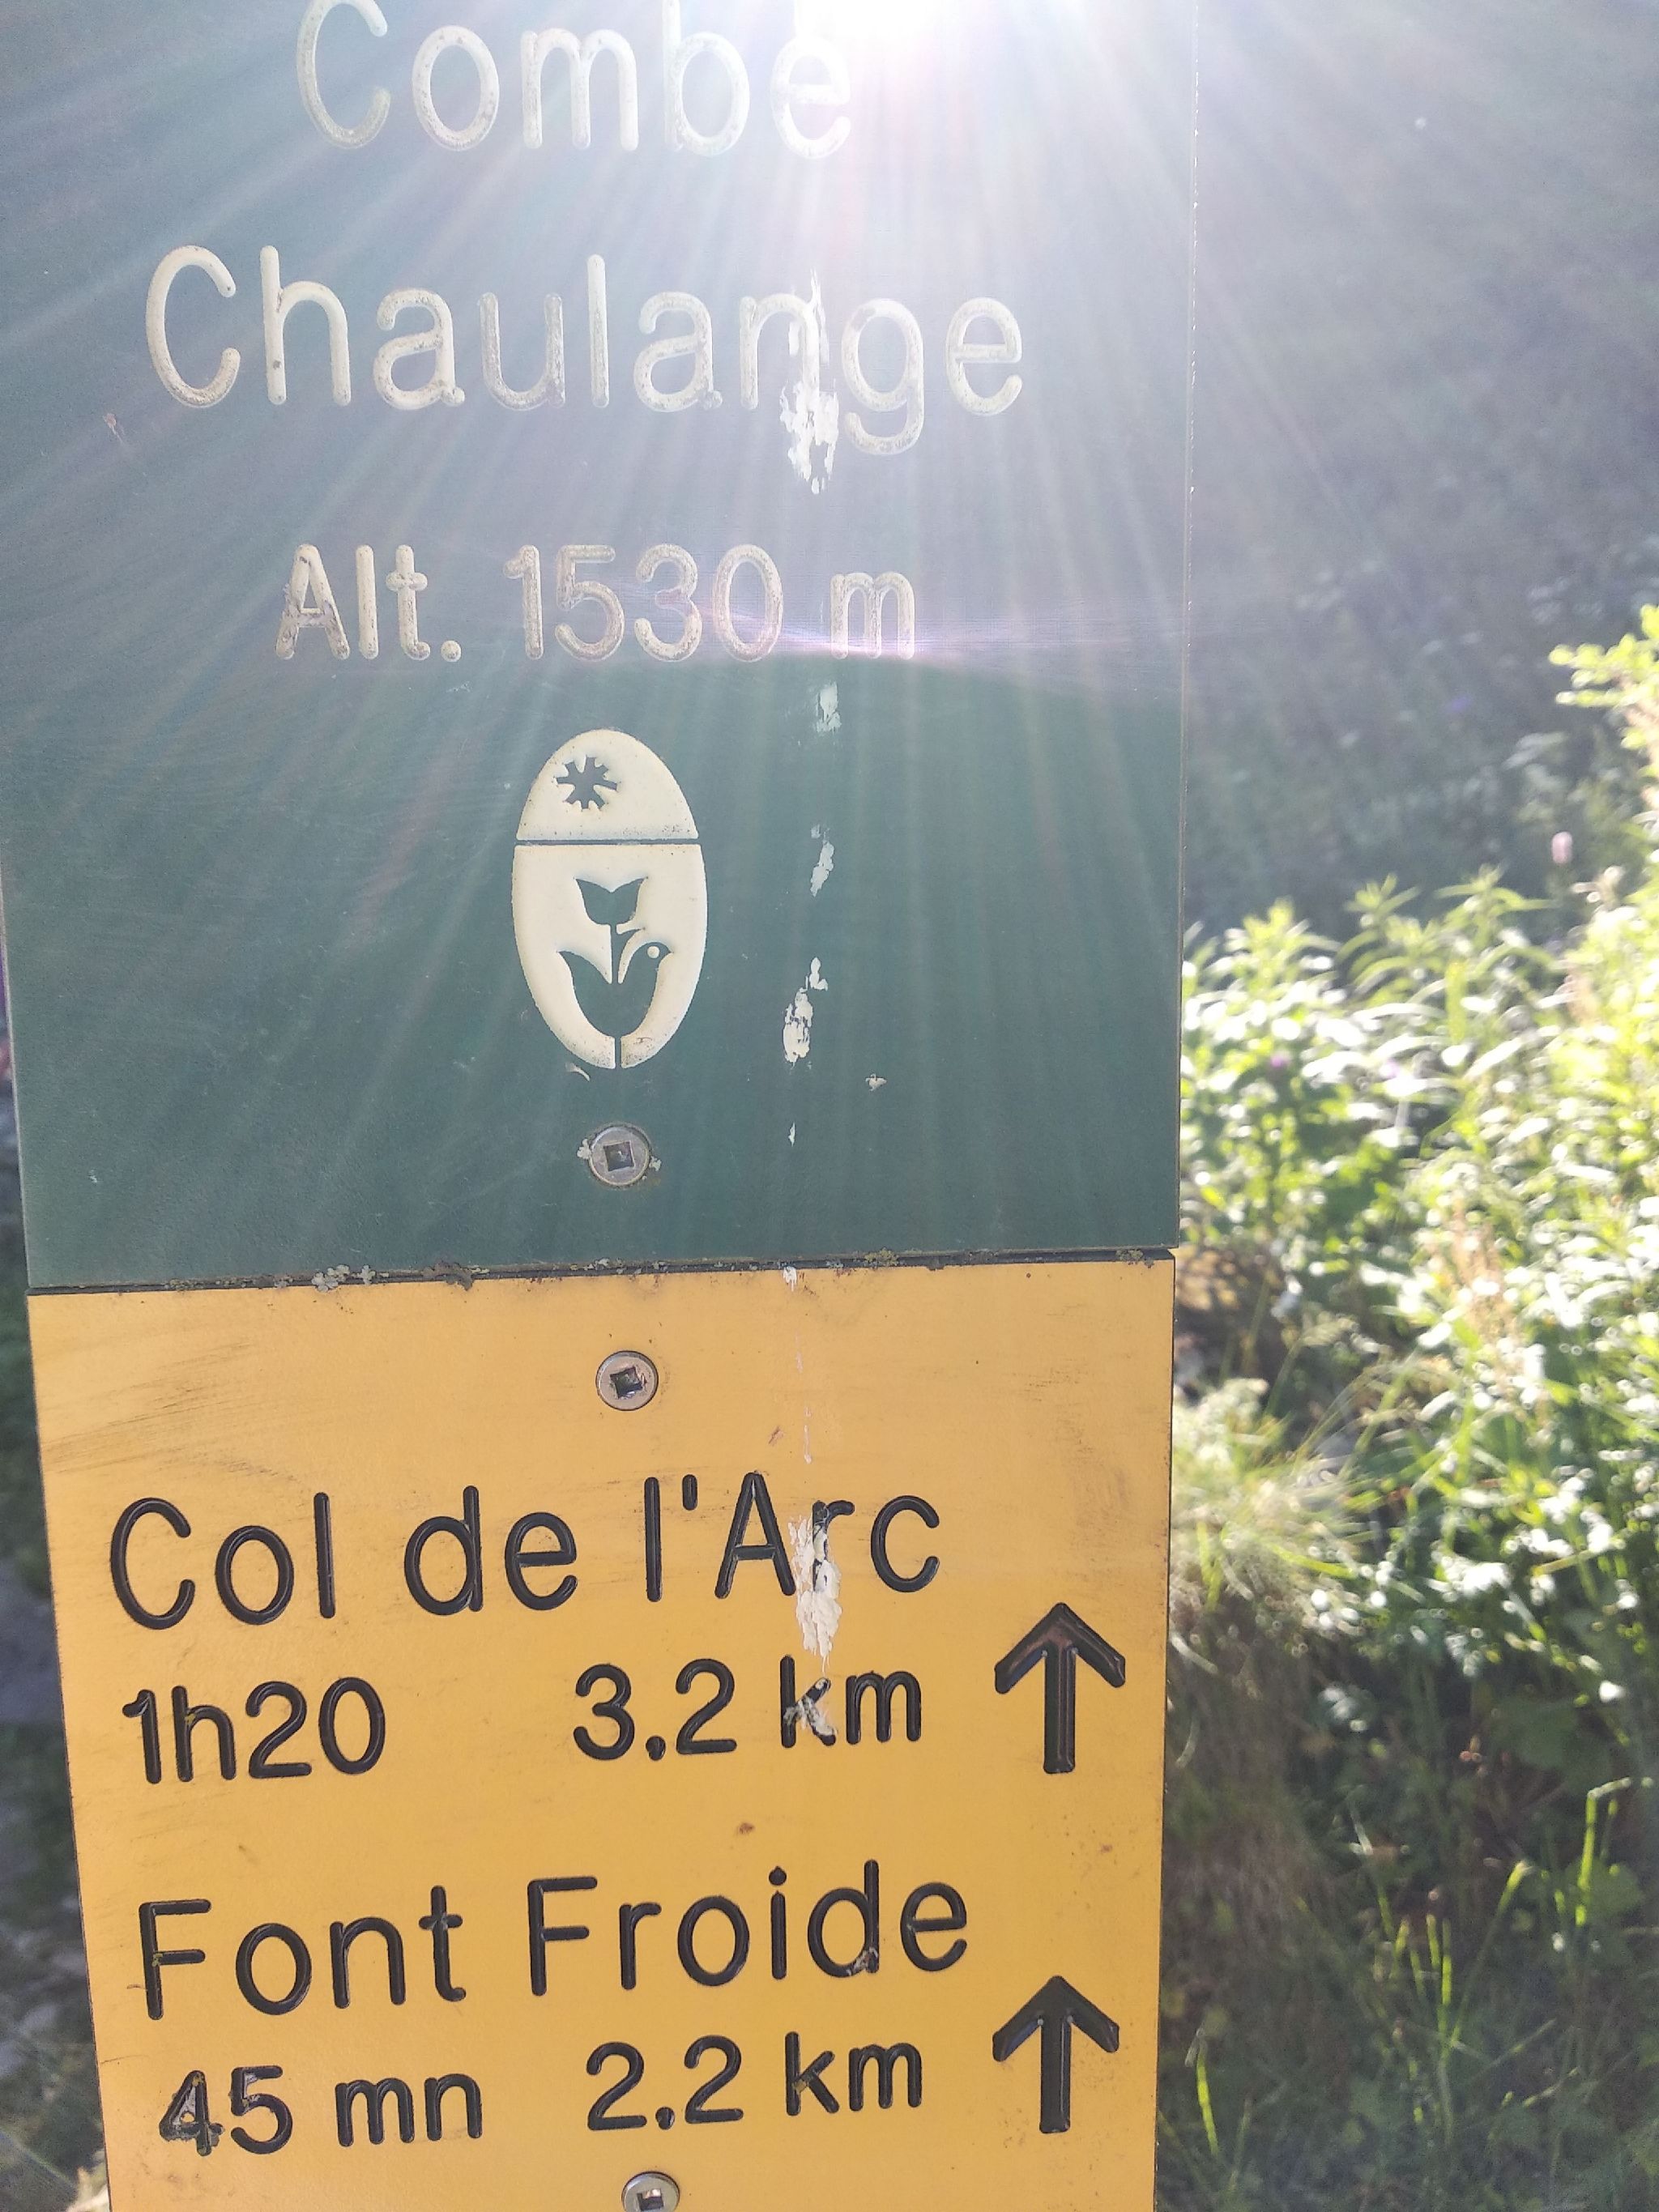 Combe
Chaulange
Alt. 1530 m
Col de l'Arc
1h20 3.2 km
Font Froide
45 mn 2.2 km